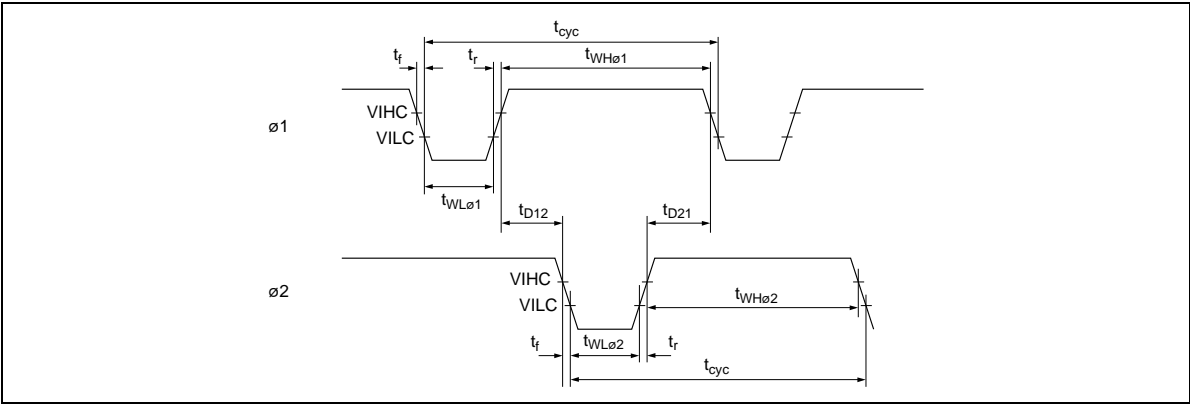 tcyc
tf
tr
tWHø1
VIHC
ø1
VILC
tWLø1
tD12
tD21
VIHC
ø2
VILC
tWHø2
tf
tWLø2
tr
tcyc